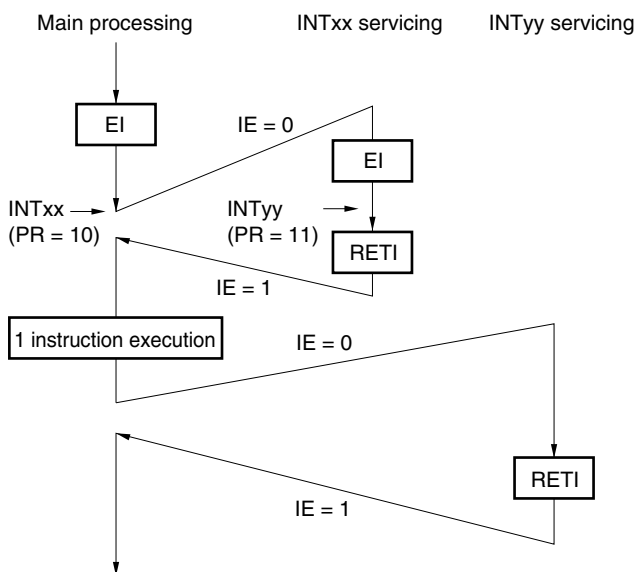 Main processing
INTxx servicing
INTyy servicing
EI
IE = 0
EI
INTxx
(PR = 10)
INTyy
(PR = 11)
RETI
IE = 1
1 instruction execution
IE = 0
RETI
IE = 1